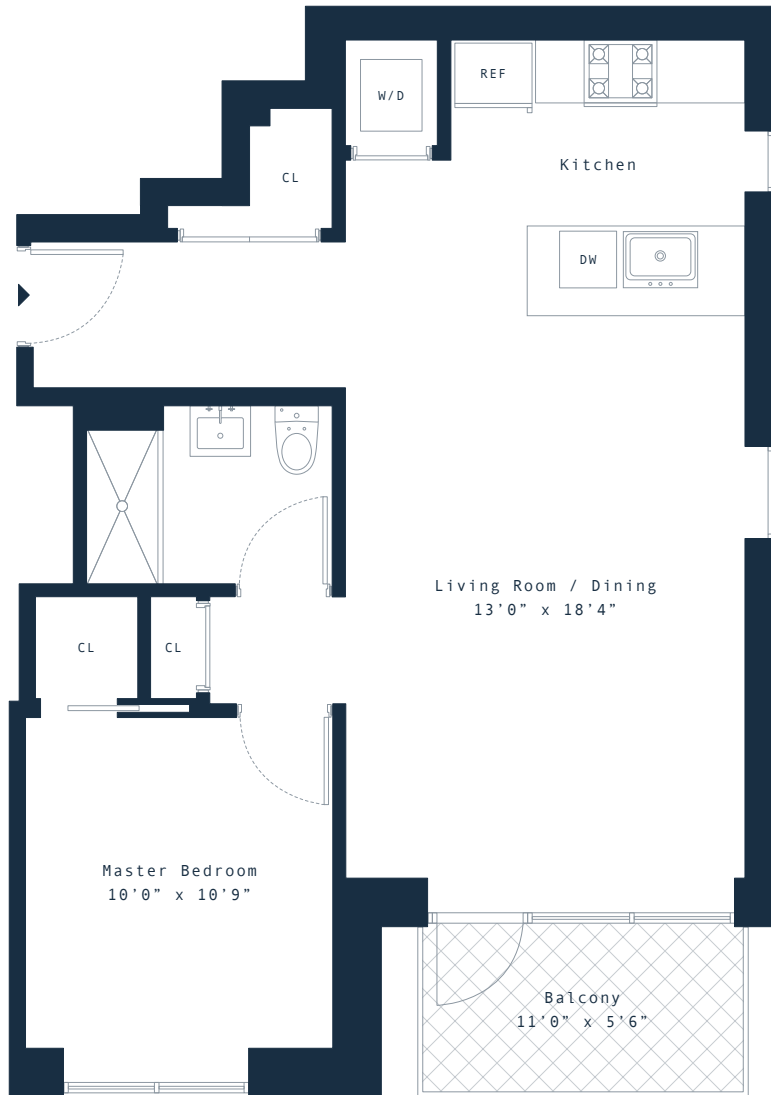 W/D
REF
CL
Kitchen
DW
Living Room / Dining
13’0” x 18’4”
CL
CL
Master Bedroom
10’0” x 10’9”
Balcony
11’0” x 5’6”